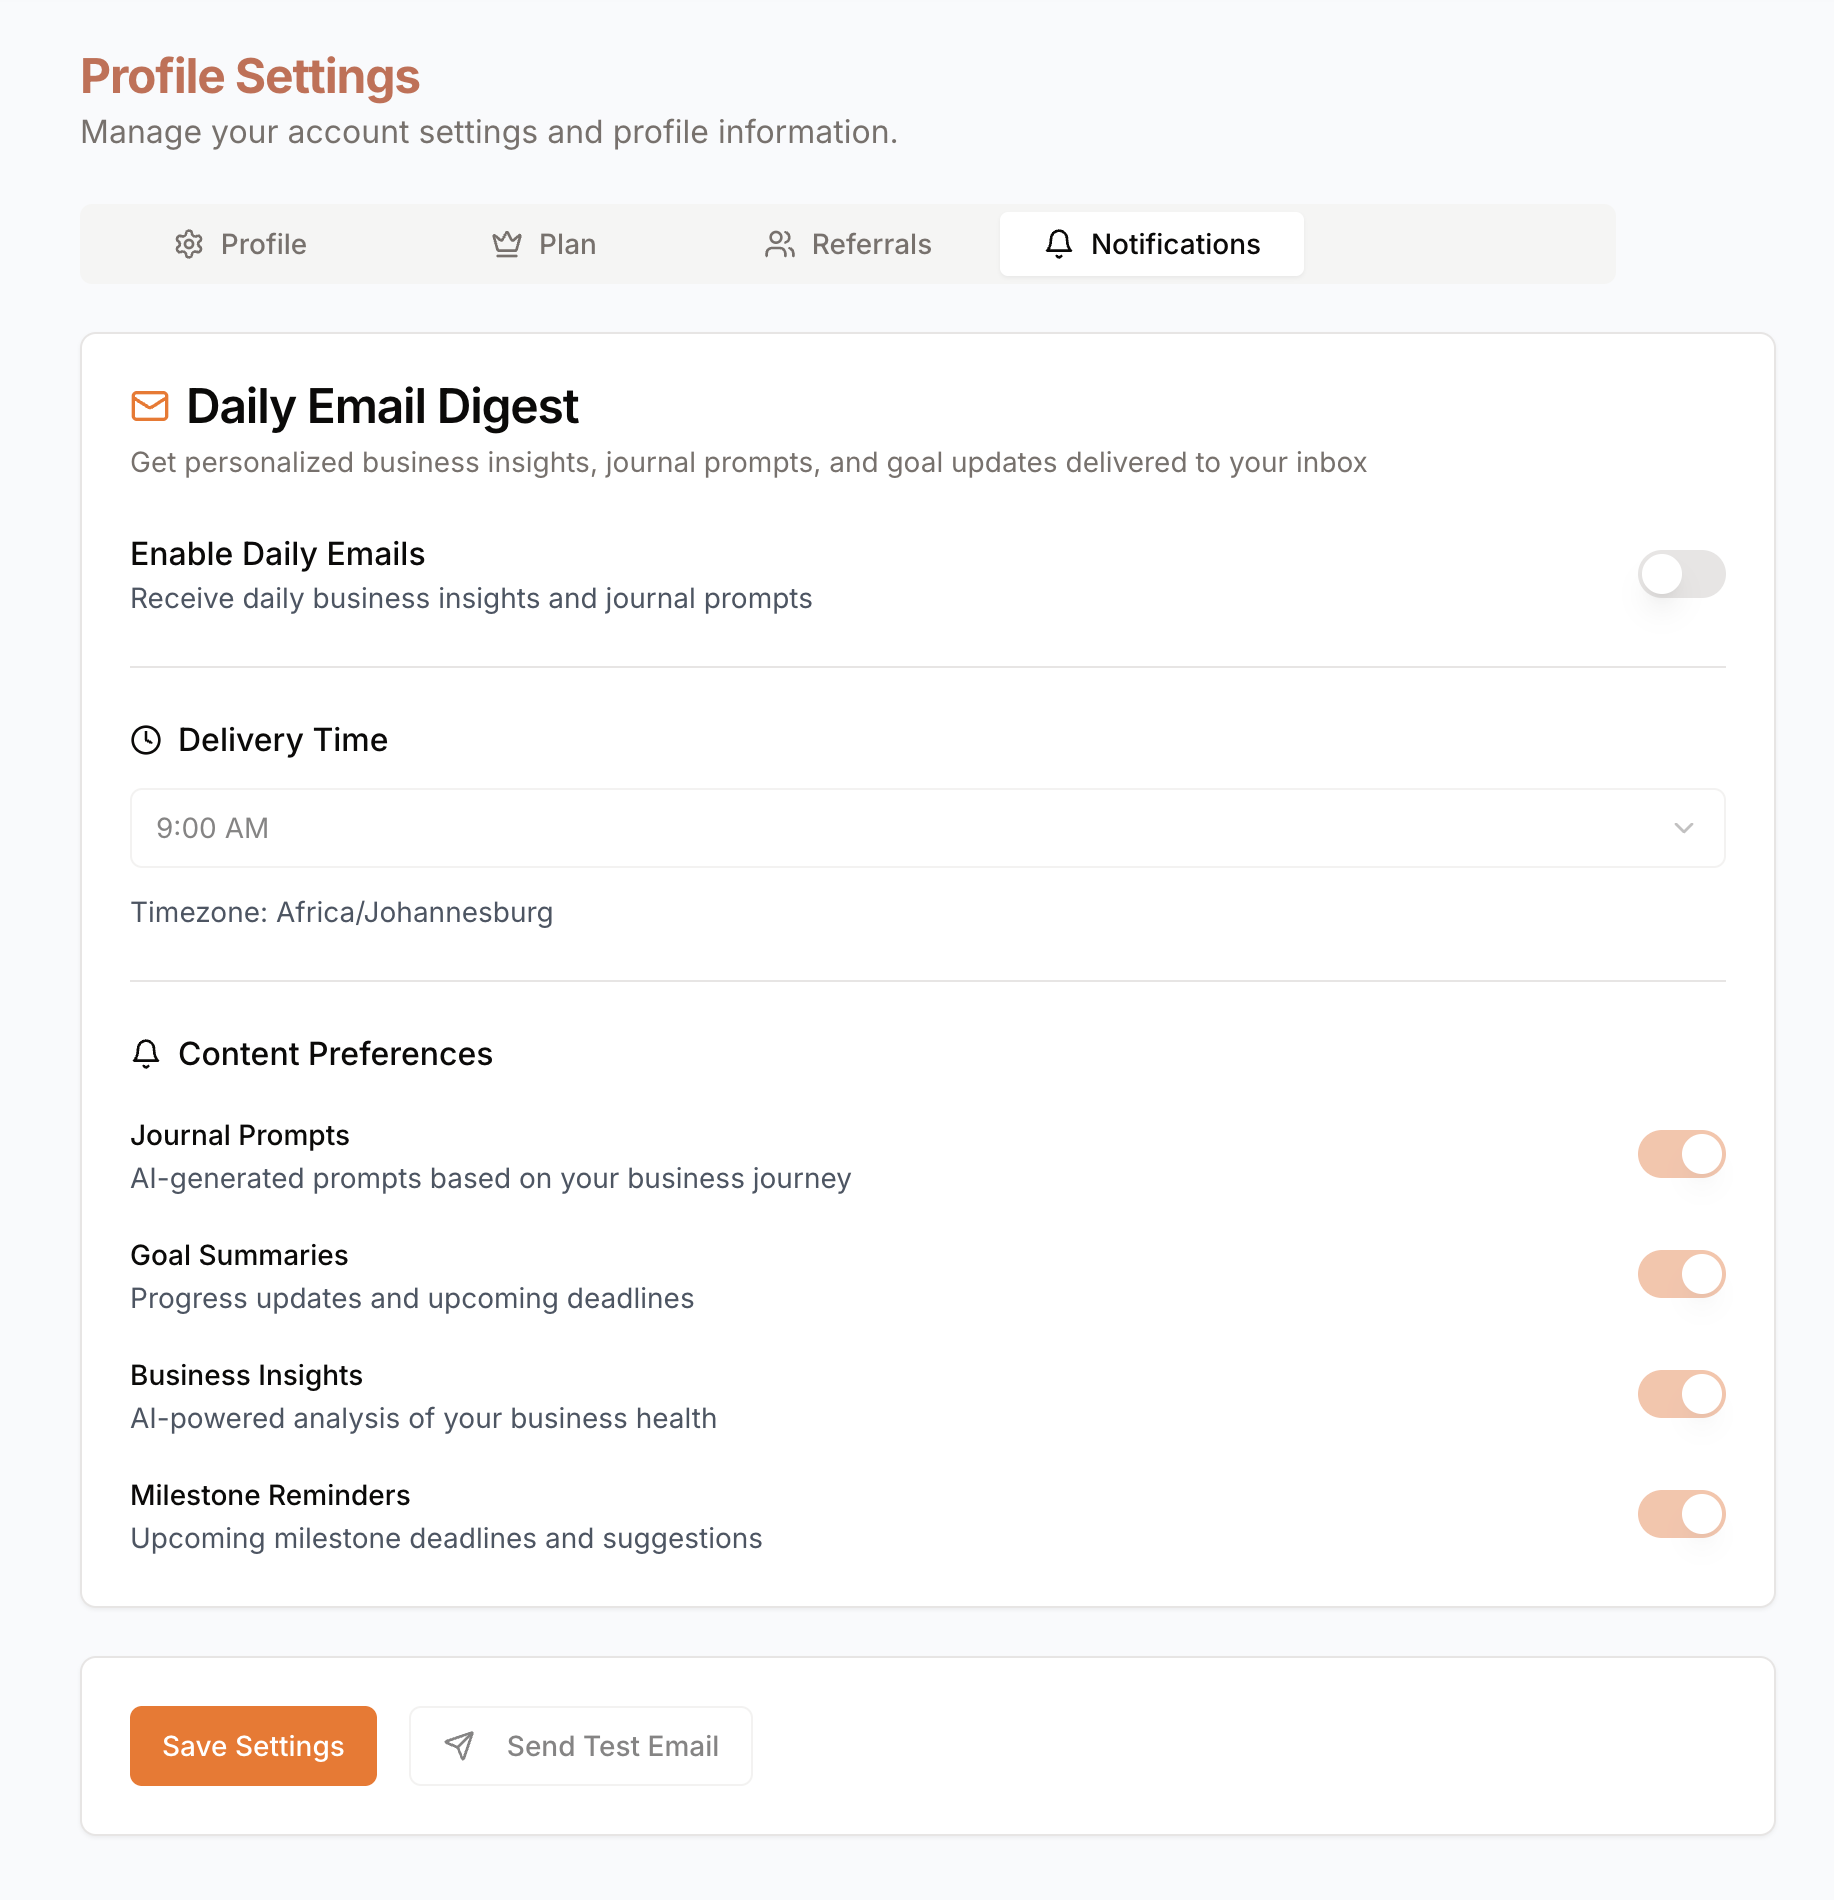 Profile Settings
Manage your account settings and profile information.
Profile
Plan
Referrals
Notifications
Daily Email Digest
Get personalized business insights, journal prompts, and goal updates delivered to your inbox
Enable Daily Emails
Receive daily business insights and journal prompts
Delivery Time
9:00 AM
Timezone: Africa/Johannesburg
Content Preferences
Journal Prompts
AI-generated prompts based on your business journey
Goal Summaries
Progress updates and upcoming deadlines
Business Insights
AI-powered analysis of your business health
Milestone Reminders
Upcoming milestone deadlines and suggestions
Save Settings
Send Test Email